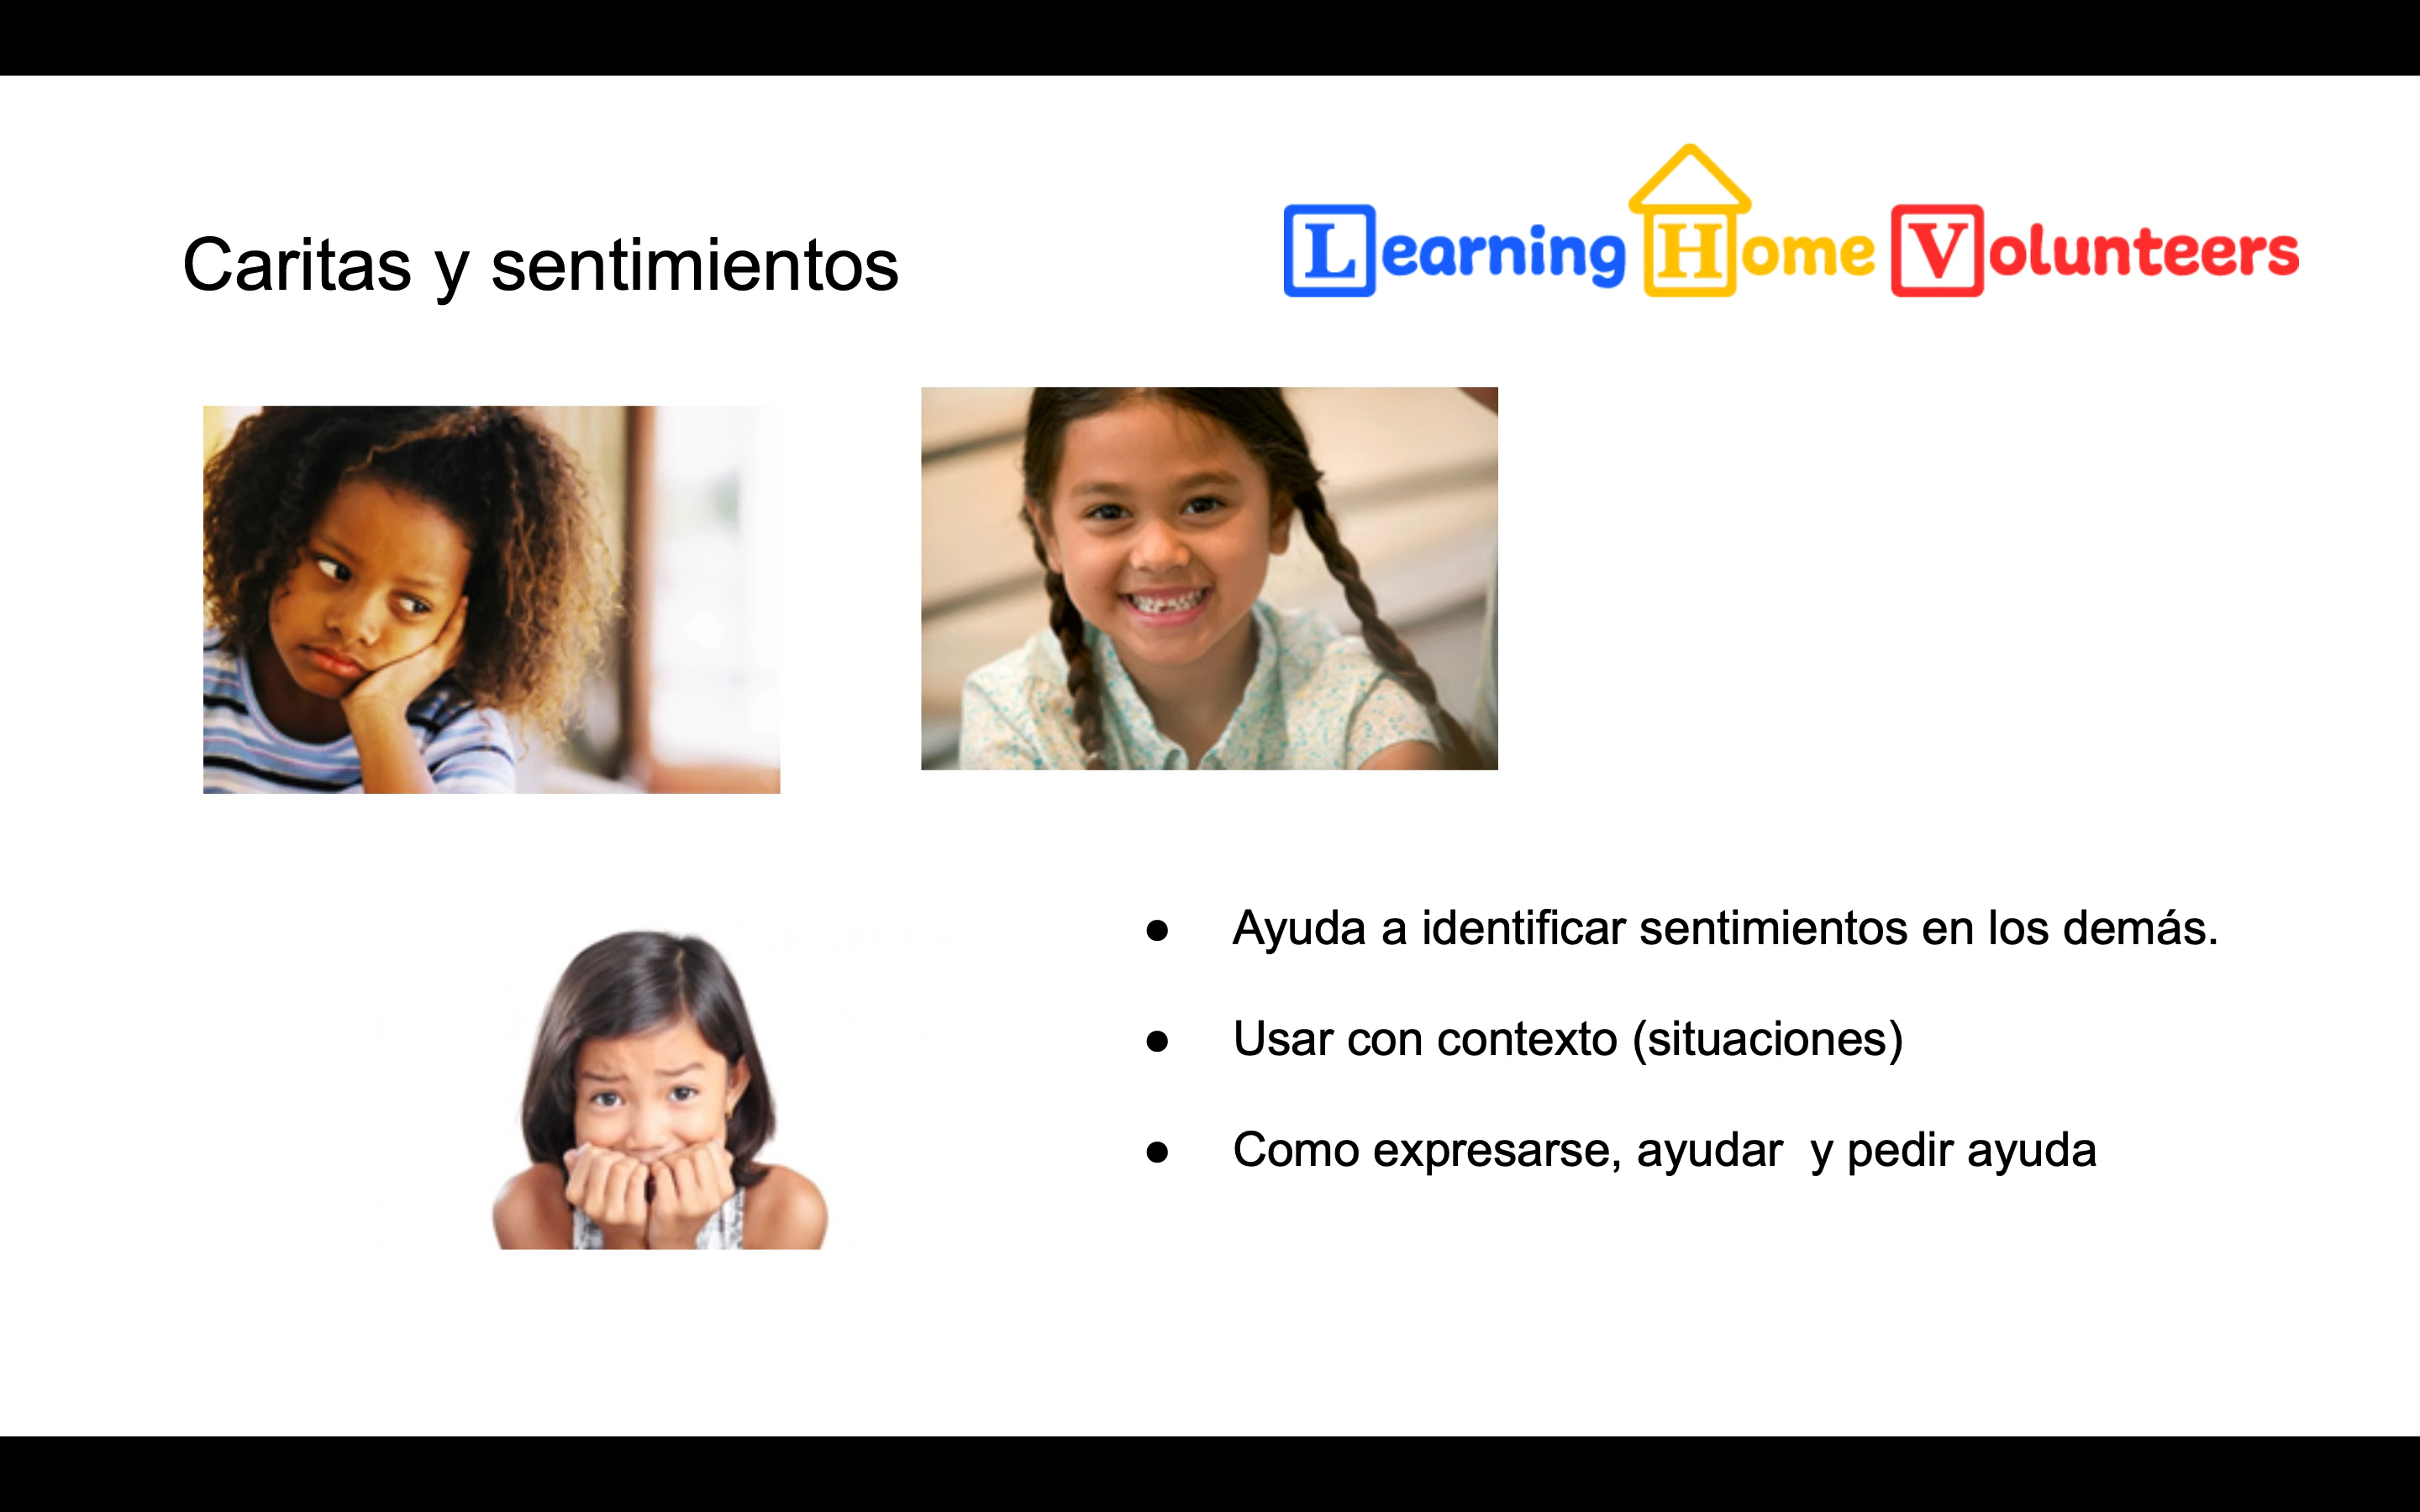 Caritas y sentimientos
Learning Home Volunteers
● Ayuda a identificar sentimientos en los demás.
● Usar con contexto (situaciones)
● Como expresarse, ayudar  y pedir ayuda